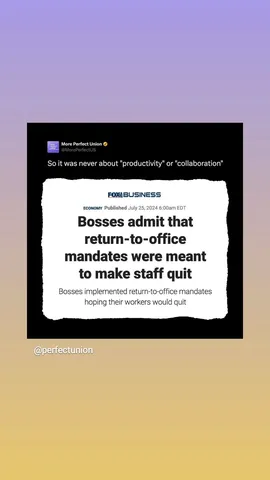 More Perfect Union
@MorePerfectUS
So it was never about "productivity" or "collaboration"
FOX BUSINESS
ECONOMY Published July 25, 2024 6:00am EDT
Bosses admit that
return-to-office
mandates were meant
to make staff quit
Bosses implemented return-to-office mandates
hoping their workers would quit
@perfectunion